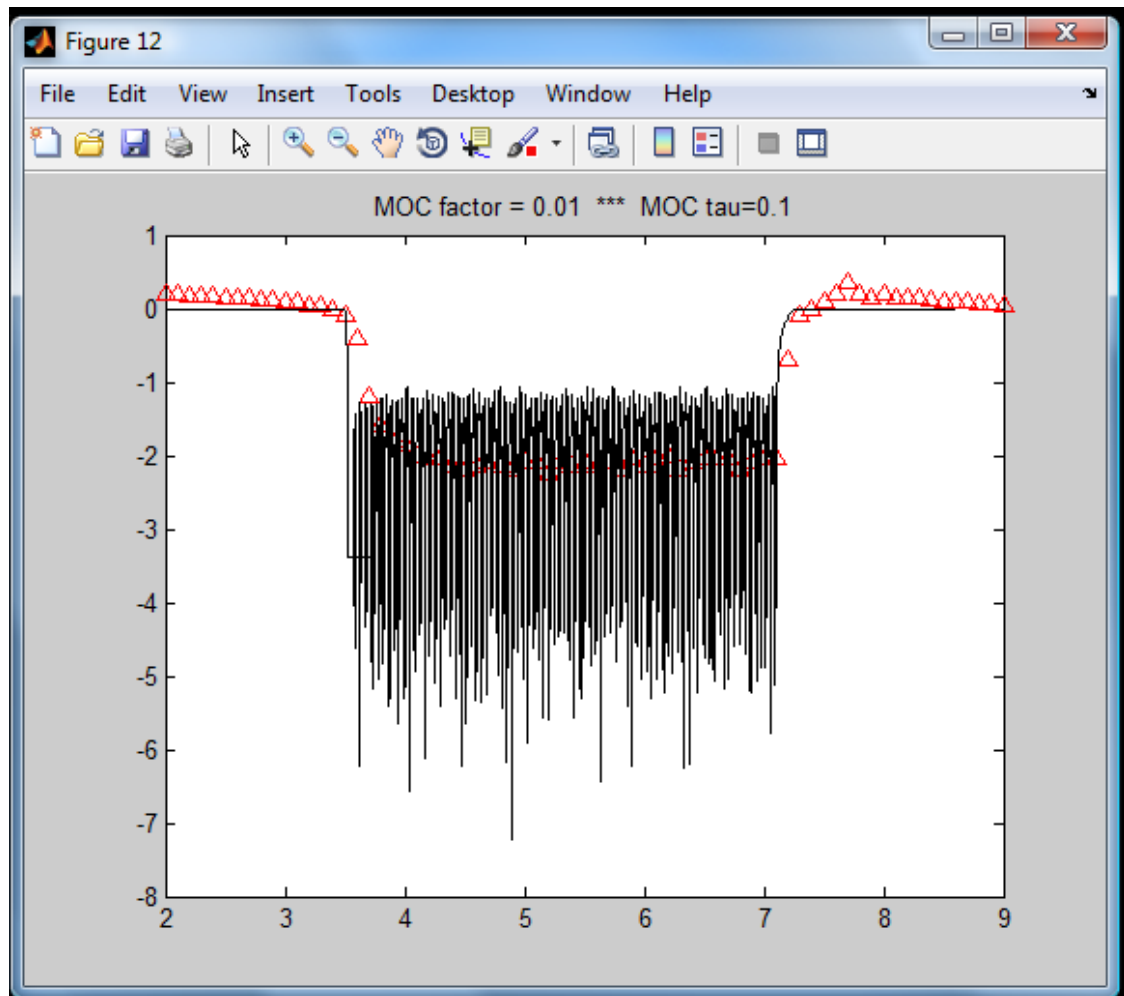 Figure 12
File Edit View Insert Tools Desktop Window Help
MOC factor = 0.01 *** MOC tau=0.1
1
0
-1
-2
-3
-4
-5
-6
-7
-8
2 3 4 5 6 7 8 9